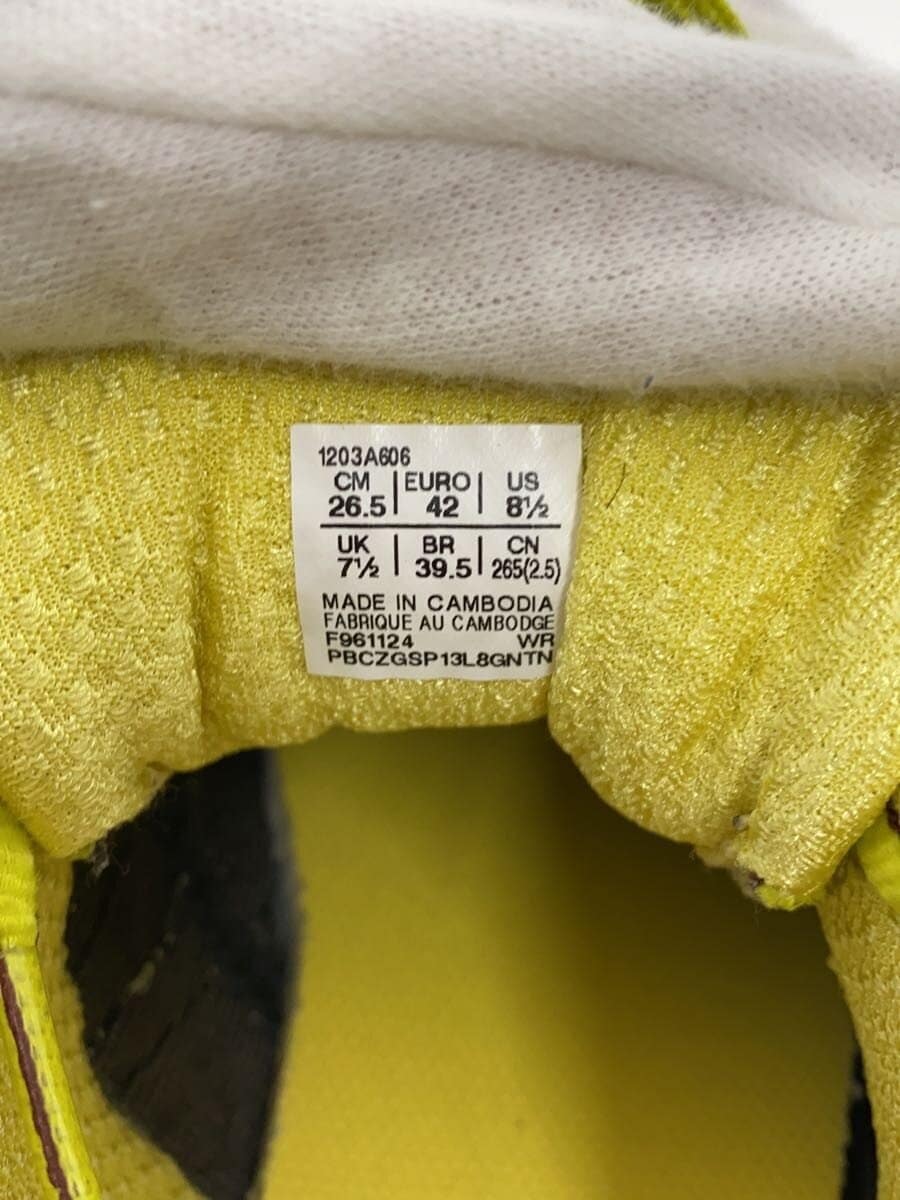 1203A606
CM | EURO | US
26.5 | 42 | 8½
UK | BR | CN
7½ | 39.5 | 265(2.5)
MADE IN CAMBODIA
FABRIQUE AU CAMBODGE
F961124 WR
PBCZGSP13L8GNTN